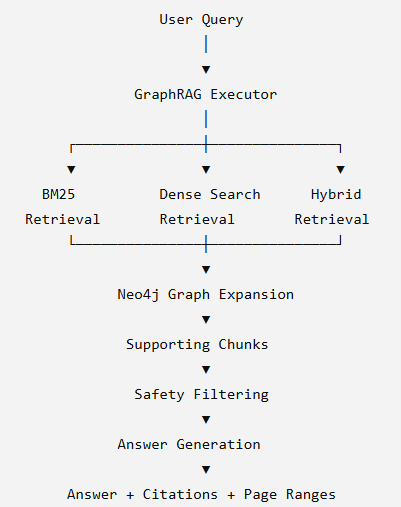 User Query
GraphRAG Executor
BM25 Dense Search Hybrid
Retrieval Retrieval Retrieval
Neo4j Graph Expansion
Supporting Chunks
Safety Filtering
Answer Generation
Answer + Citations + Page Ranges